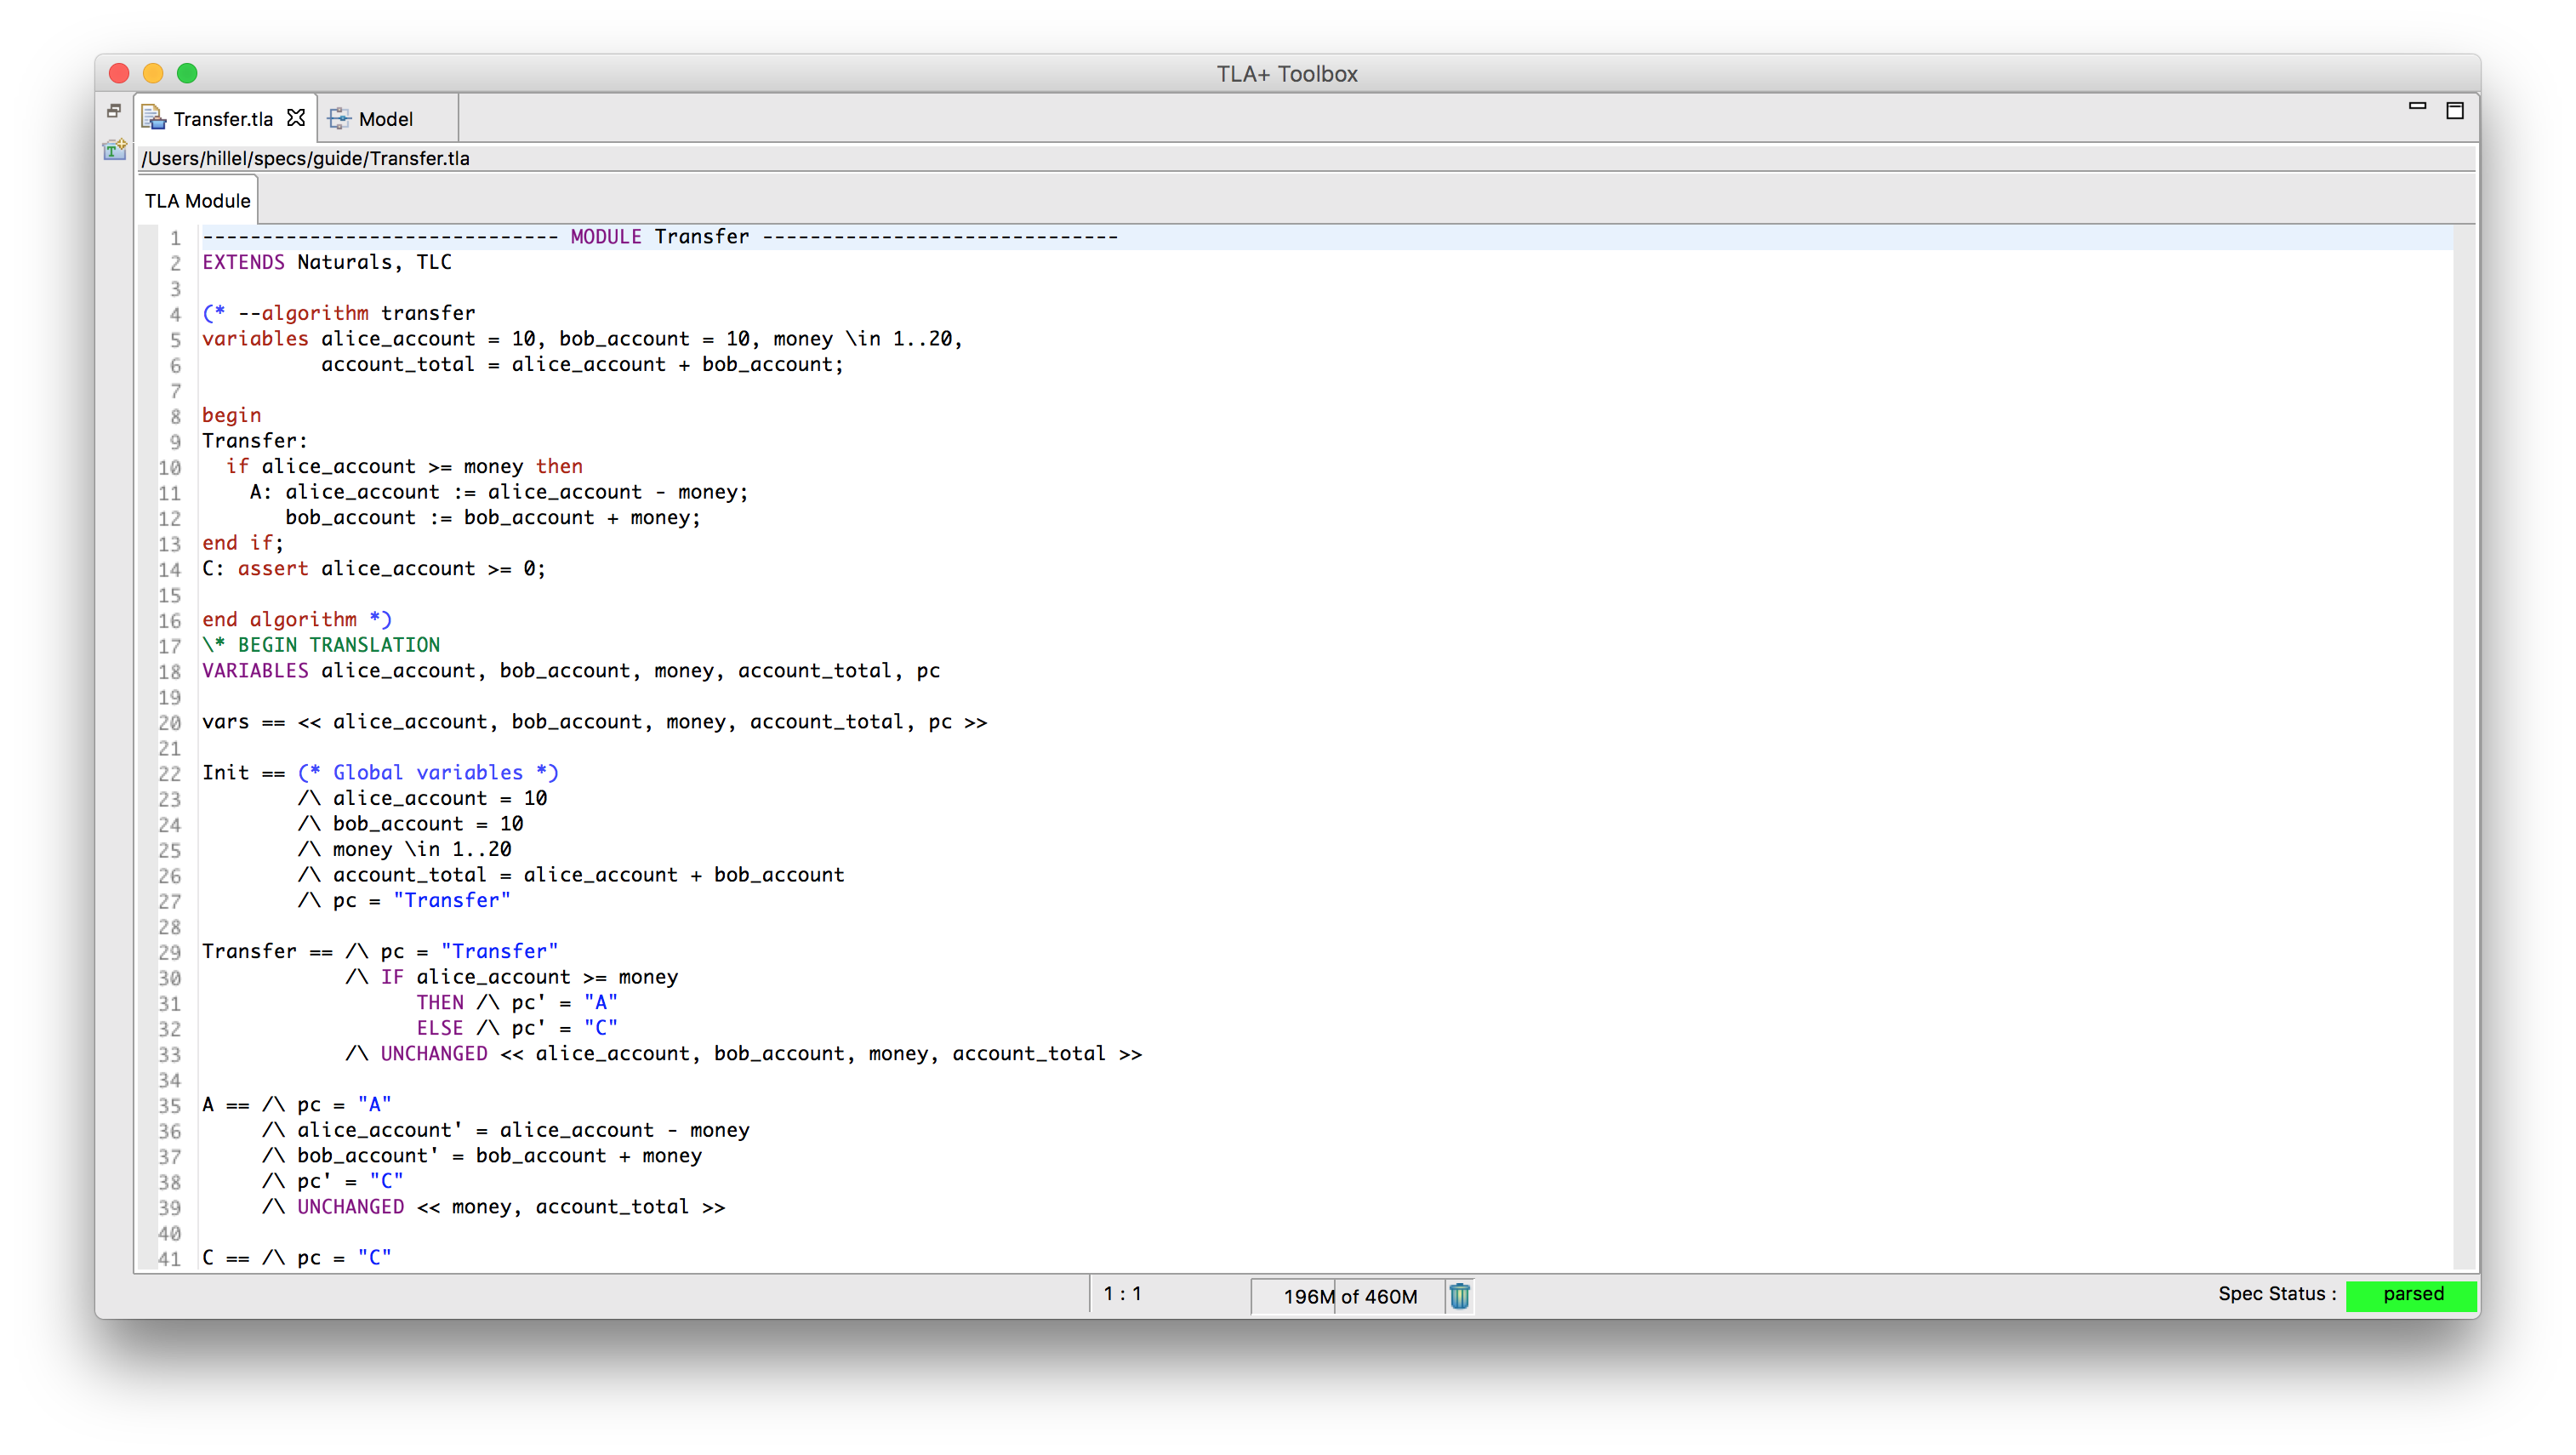 TLA+ Toolbox
Transfer.tla Model
/Users/hillel/specs/guide/Transfer.tla
TLA Module
1 ------------------------------ MODULE Transfer ------------------------------
2 EXTENDS Naturals, TLC
3
4 (* --algorithm transfer
5 variables alice_account = 10, bob_account = 10, money \in 1..20,
6           account_total = alice_account + bob_account;
7
8 begin
9 Transfer:
10   if alice_account >= money then
11     A: alice_account := alice_account - money;
12        bob_account := bob_account + money;
13 end if;
14 C: assert alice_account >= 0;
15
16 end algorithm *)
17 \* BEGIN TRANSLATION
18 VARIABLES alice_account, bob_account, money, account_total, pc
19
20 vars == << alice_account, bob_account, money, account_total, pc >>
21
22 Init == (* Global variables *)
23         /\ alice_account = 10
24         /\ bob_account = 10
25         /\ money \in 1..20
26         /\ account_total = alice_account + bob_account
27         /\ pc = "Transfer"
28
29 Transfer == /\ pc = "Transfer"
30             /\ IF alice_account >= money
31                   THEN /\ pc' = "A"
32                   ELSE /\ pc' = "C"
33             /\ UNCHANGED << alice_account, bob_account, money, account_total >>
34
35 A == /\ pc = "A"
36      /\ alice_account' = alice_account - money
37      /\ bob_account' = bob_account + money
38      /\ pc' = "C"
39      /\ UNCHANGED << money, account_total >>
40
41 C == /\ pc = "C"
1 : 1 196M of 460M Spec Status : parsed